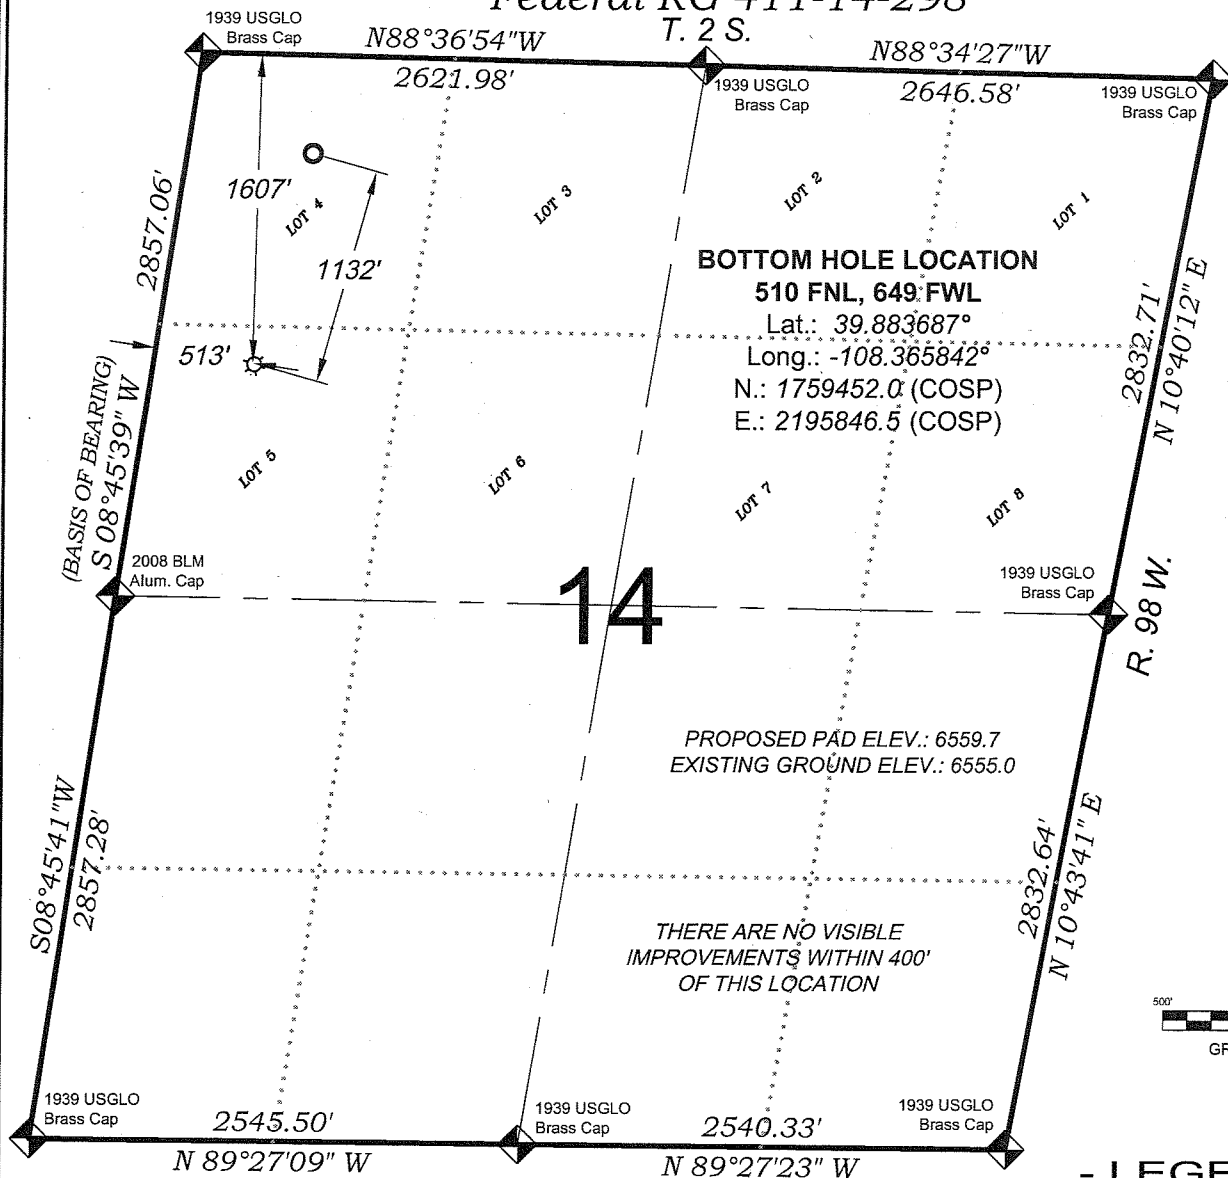 Federal RG 411-14-298
T. 2 S.
1939 USGLO
Brass Cap
N88°36'54"W
2621.98'
N88°34'27"W
2646.58'
1939 USGLO
Brass Cap
1939 USGLO
Brass Cap
2857.06'
1607'
LOT 4
LOT 3
LOT 2
LOT 1
1132'
513'
BOTTOM HOLE LOCATION
510 FNL, 649 FWL
Lat.: 39.883687°
Long.: -108.365842°
N.: 1759452.0 (COSP)
E.: 2195846.5 (COSP)
2832.71'
N 10°40'12" E
(BASIS OF BEARING)
S 08°45'39" W
LOT 5
LOT 6
LOT 7
LOT 8
2008 BLM
Alum. Cap
14
1939 USGLO
Brass Cap
R. 98 W.
PROPOSED PAD ELEV.: 6559.7
EXISTING GROUND ELEV.: 6555.0
S08°45'41"W
2857.28'
2832.64'
N 10°43'41" E
THERE ARE NO VISIBLE
IMPROVEMENTS WITHIN 400'
OF THIS LOCATION
500'
GR
1939 USGLO
Brass Cap
2545.50'
N 89°27'09" W
1939 USGLO
Brass Cap
2540.33'
N 89°27'23" W
1939 USGLO
Brass Cap
- LEGE